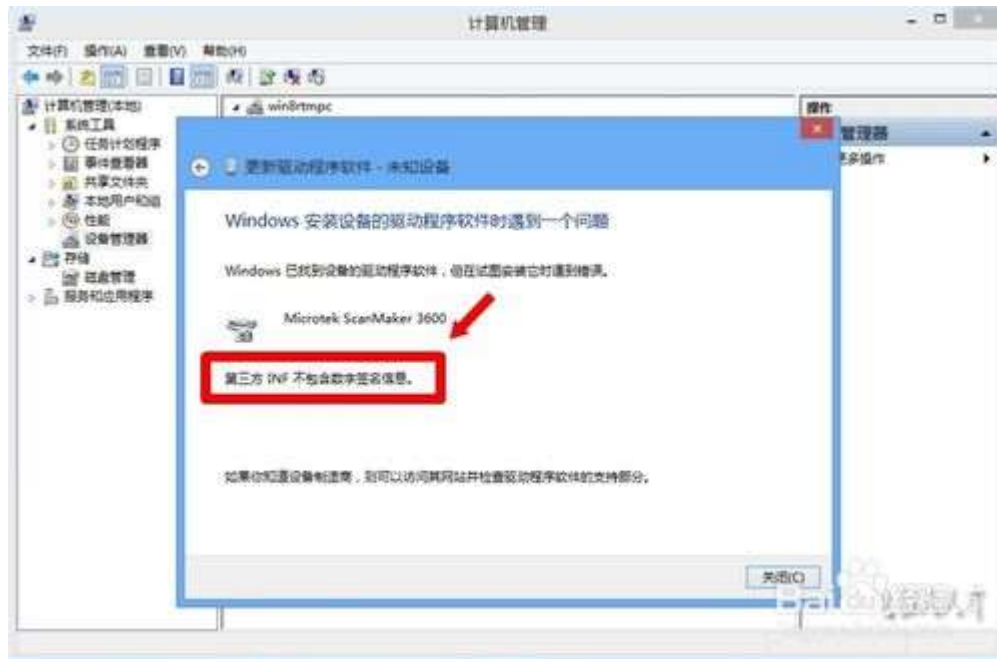 计算机管理
文件(F) 操作(A) 查看(V) 帮助(H)
计算机管理(本地)
系统工具
任务计划程序
事件查看器
共享文件夹
本地用户和组
性能
设备管理器
存储
磁盘管理
服务和应用程序
win8rtmpc
操作
管理器
更多操作
更新驱动程序软件 - 未知设备
Windows 安装设备的驱动程序软件时遇到一个问题
Windows 已找到设备的驱动程序软件，但在试图安装它时遇到错误。
Microtek ScanMaker 3600
第三方 INF 不包含数字签名信息。
如果你知道设备制造商，则可以访问其网站并检查驱动程序软件的支持部分。
关闭(C)
Bai
经验